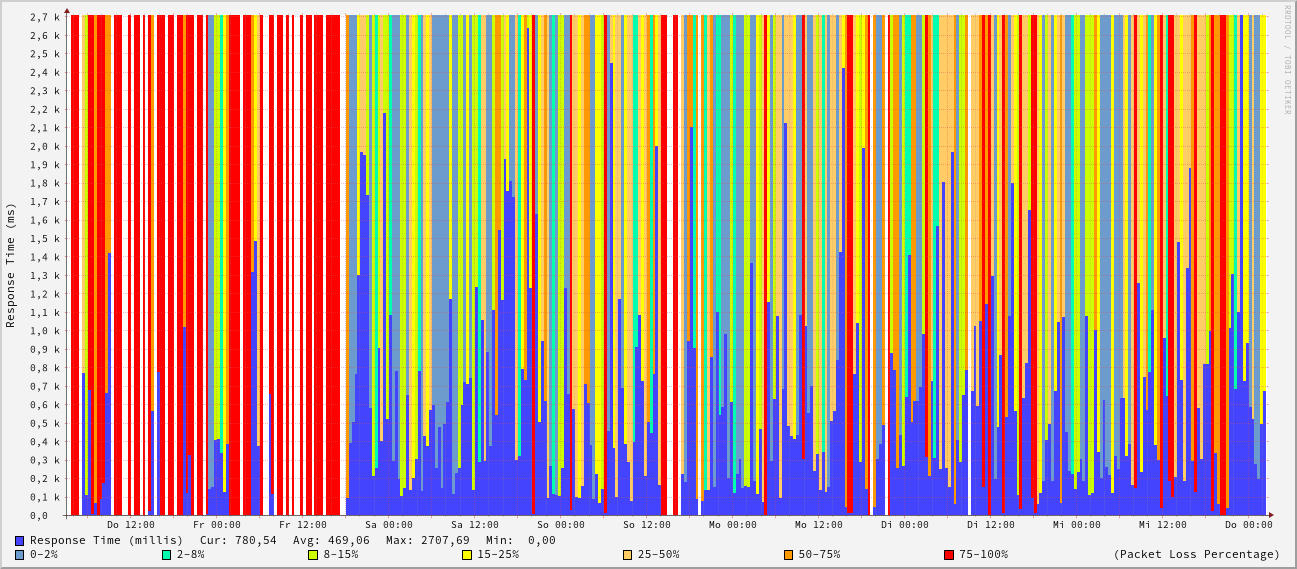 RRDTOOL / TOBI OETIKER
Response Time (ms)
2,7 k
2,6 k
2,5 k
2,4 k
2,3 k
2,2 k
2,1 k
2,0 k
1,9 k
1,8 k
1,7 k
1,6 k
1,5 k
1,4 k
1,3 k
1,2 k
1,1 k
1,0 k
0,9 k
0,8 k
0,7 k
0,6 k
0,5 k
0,4 k
0,3 k
0,2 k
0,1 k
0,0
Do 12:00 Fr 00:00 Fr 12:00 Sa 00:00 Sa 12:00 So 00:00 So 12:00 Mo 00:00 Mo 12:00 Di 00:00 Di 12:00 Mi 00:00 Mi 12:00 Do 00:00
Response Time (millis) Cur: 780,54 Avg: 469,06 Max: 2707,69 Min: 0,00
0-2% 2-8% 8-15% 15-25% 25-50% 50-75% 75-100% (Packet Loss Percentage)